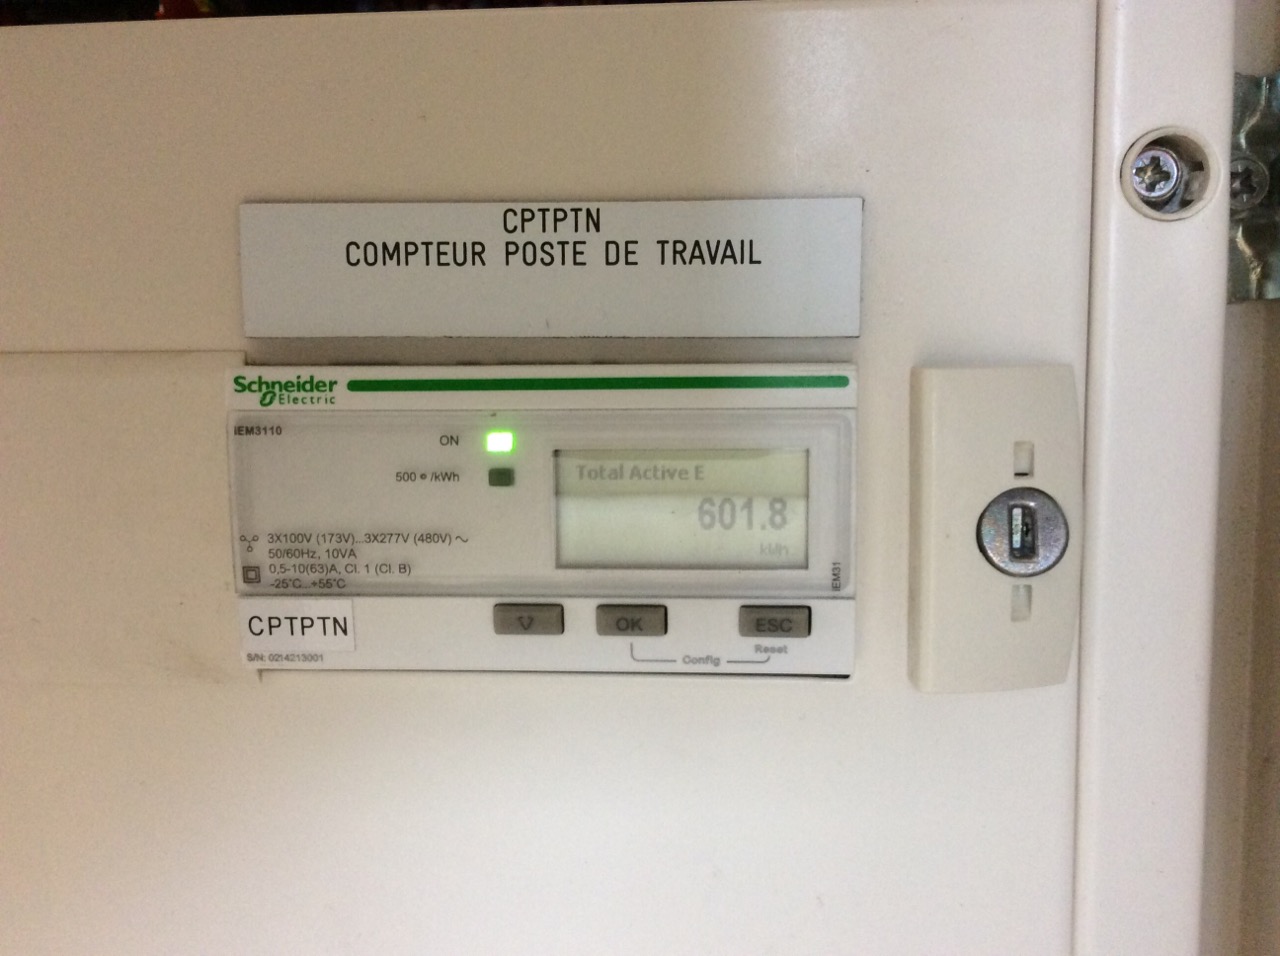 CPTPTN
COMPTEUR POSTE DE TRAVAIL
Schneider
Electric
iEM3110
ON
500 /kWh
Total Active E
601.8
kWh
3X100V (173V)...3X277V (480V) ~
50/60Hz, 10VA
0,5-10(63)A, Cl. 1 (Cl. B)
-25°C...+55°C
iEM31
CPTPTN
OK
ESC
S/N: 0214213001
Config
Reset